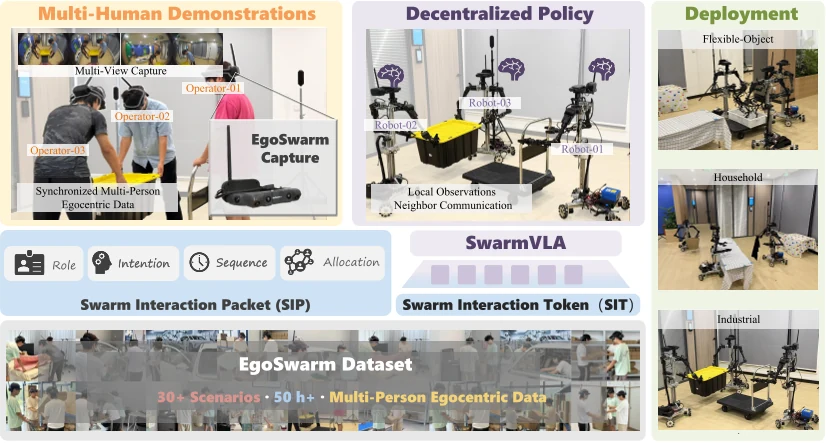 Multi-Human Demonstrations
Multi-View Capture
Operator-01
Operator-02
Operator-03
EgoSwarm
Capture
Synchronized Multi-Person
Egocentric Data
Decentralized Policy
Robot-03
Robot-02
Robot-01
Local Observations
Neighbor Communication
Deployment
Flexible-Object
Household
Industrial
Role
Intention
Sequence
Allocation
Swarm Interaction Packet (SIP)
SwarmVLA
Swarm Interaction Token（SIT）
EgoSwarm Dataset
30+ Scenarios · 50 h+ · Multi-Person Egocentric Data